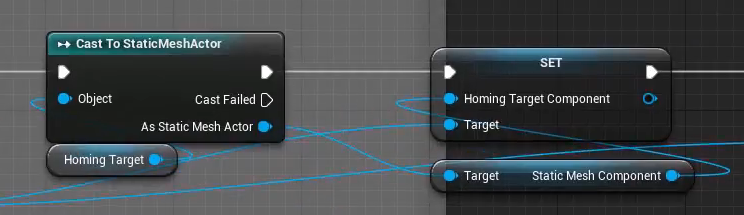 Cast To StaticMeshActor
Object
Cast Failed
As Static Mesh Actor
Homing Target
SET
Homing Target Component
Target
Target
Static Mesh Component